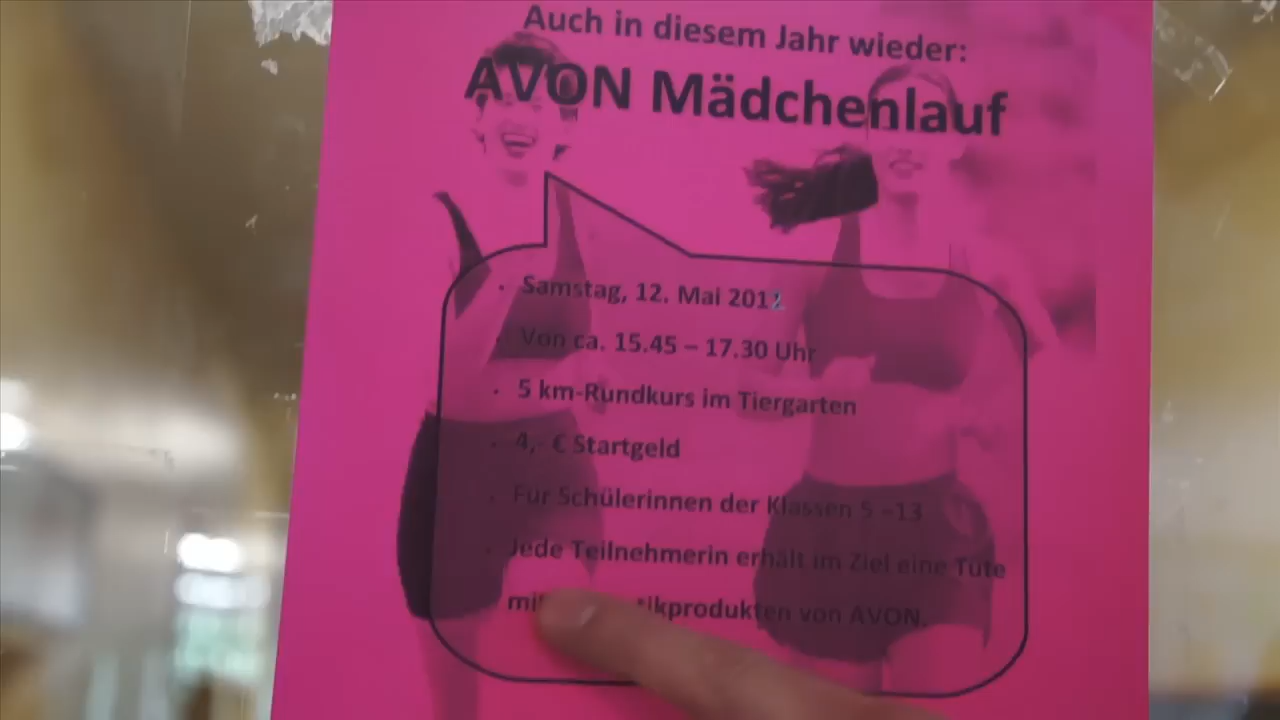 Auch in diesem Jahr wieder:
AVON Mädchenlauf
Samstag, 12. Mai 2012
Von ca. 15.45 – 17.30 Uhr
5 km-Rundkurs im Tiergarten
4,- € Startgeld
Für Schülerinnen der Klassen 5 –13
Jede Teilnehmerin erhält im Ziel eine Tüte
von AVON.